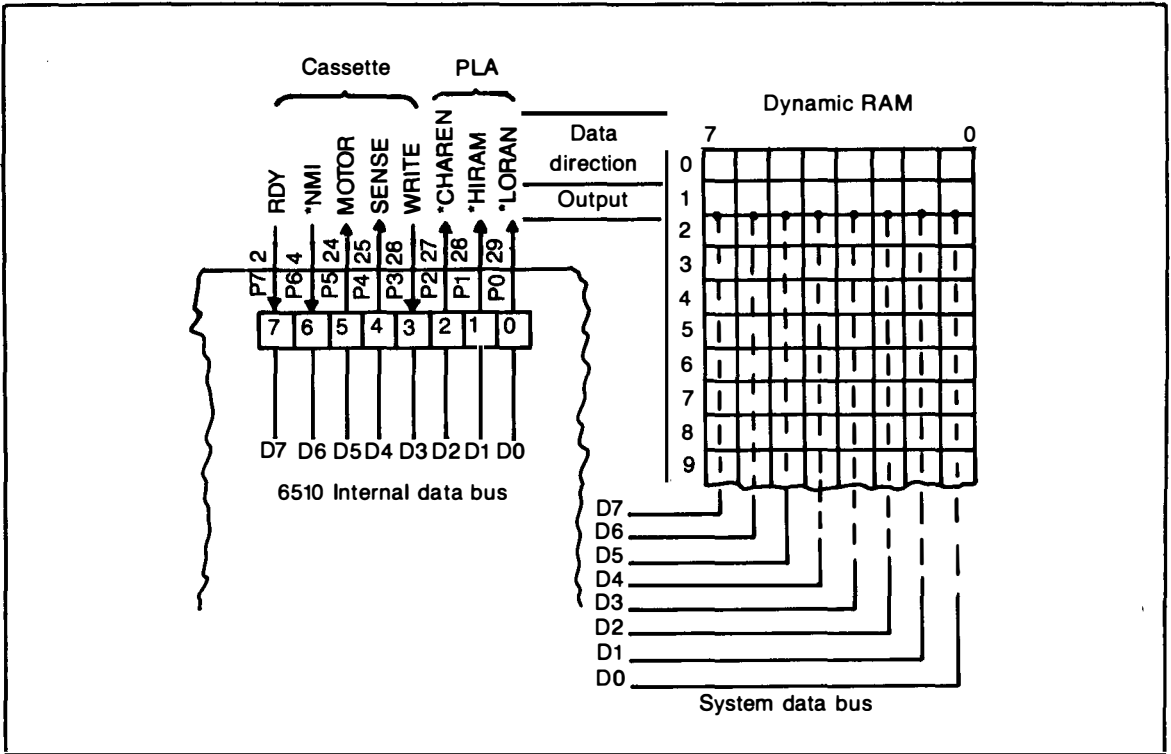 Cassette PLA
RDY
*NMI
MOTOR
SENSE
WRITE
*CHAREN
*HIRAM
*LORAN
Data
direction
Output
Dynamic RAM
7 0
0
1
2
3
4
5
6
7
8
9
P7 2
P6 4
P5 24
P4 25
P3 26
P2 27
P1 28
P0 29
7 6 5 4 3 2 1 0
D7 D6 D5 D4 D3 D2 D1 D0
6510 Internal data bus
D7
D6
D5
D4
D3
D2
D1
D0
System data bus